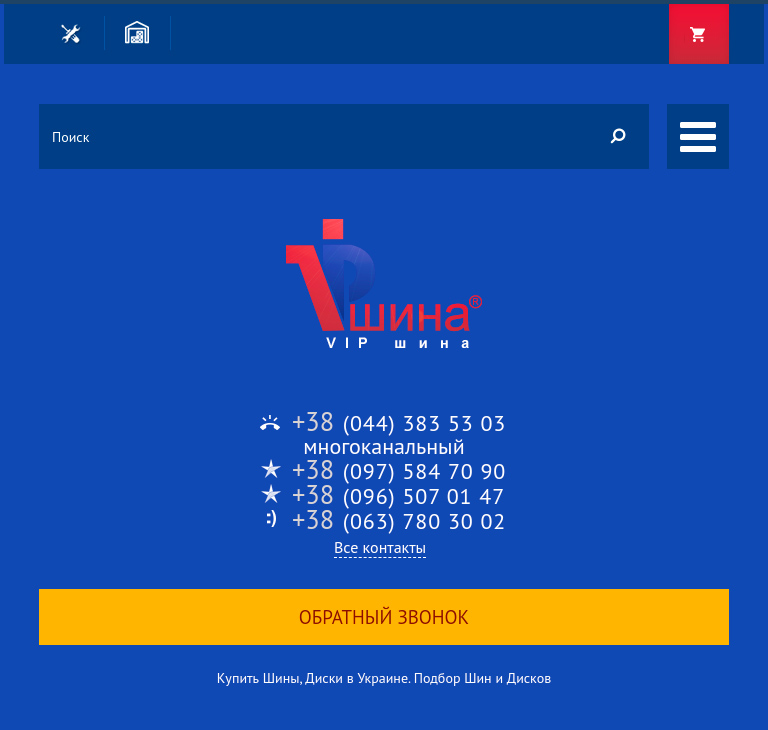 Поиск
шина®
VIP шина
+38 (044) 383 53 03
многоканальный
+38 (097) 584 70 90
+38 (096) 507 01 47
:) +38 (063) 780 30 02
Все контакты
ОБРАТНЫЙ ЗВОНОК
Купить Шины, Диски в Украине. Подбор Шин и Дисков